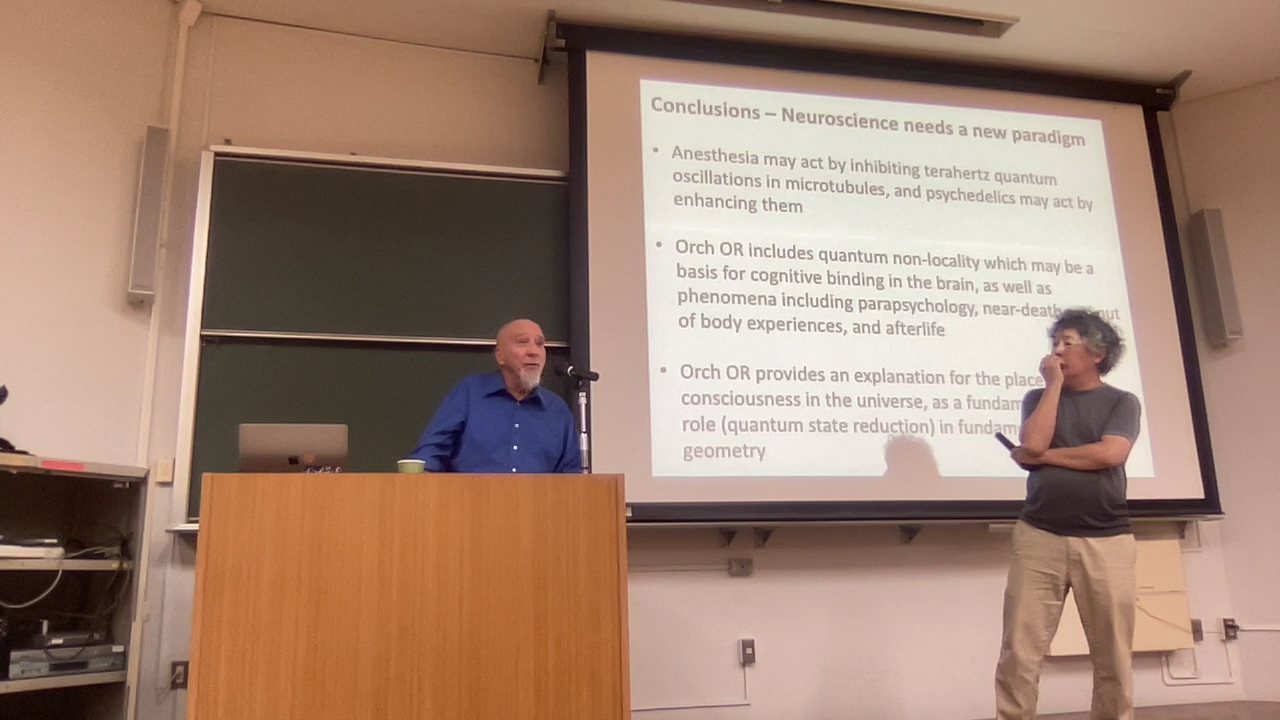 Conclusions – Neuroscience needs a new paradigm
• Anesthesia may act by inhibiting terahertz quantum
oscillations in microtubules, and psychedelics may act by
enhancing them
• Orch OR includes quantum non-locality which may be a
basis for cognitive binding in the brain, as well as
phenomena including parapsychology, near-death
of body experiences, and afterlife
• Orch OR provides an explanation for the place
consciousness in the universe, as a
role (quantum state reduction) in
geometry